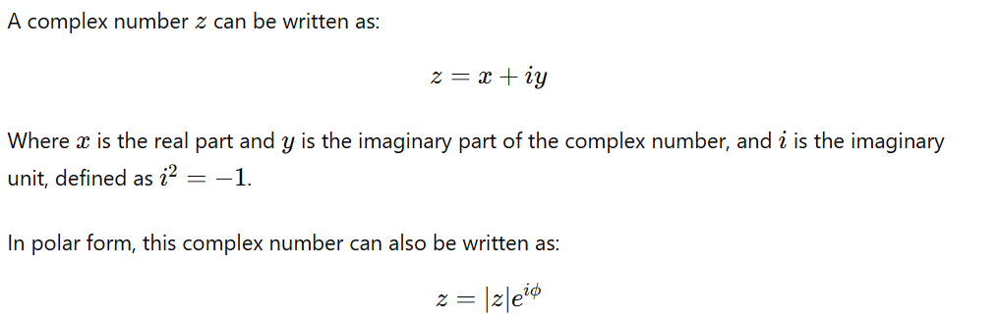 A complex number z can be written as:
z = x + iy
Where x is the real part and y is the imaginary part of the complex number, and i is the imaginary
unit, defined as i² = −1.
In polar form, this complex number can also be written as:
z = |z|e^{iϕ}